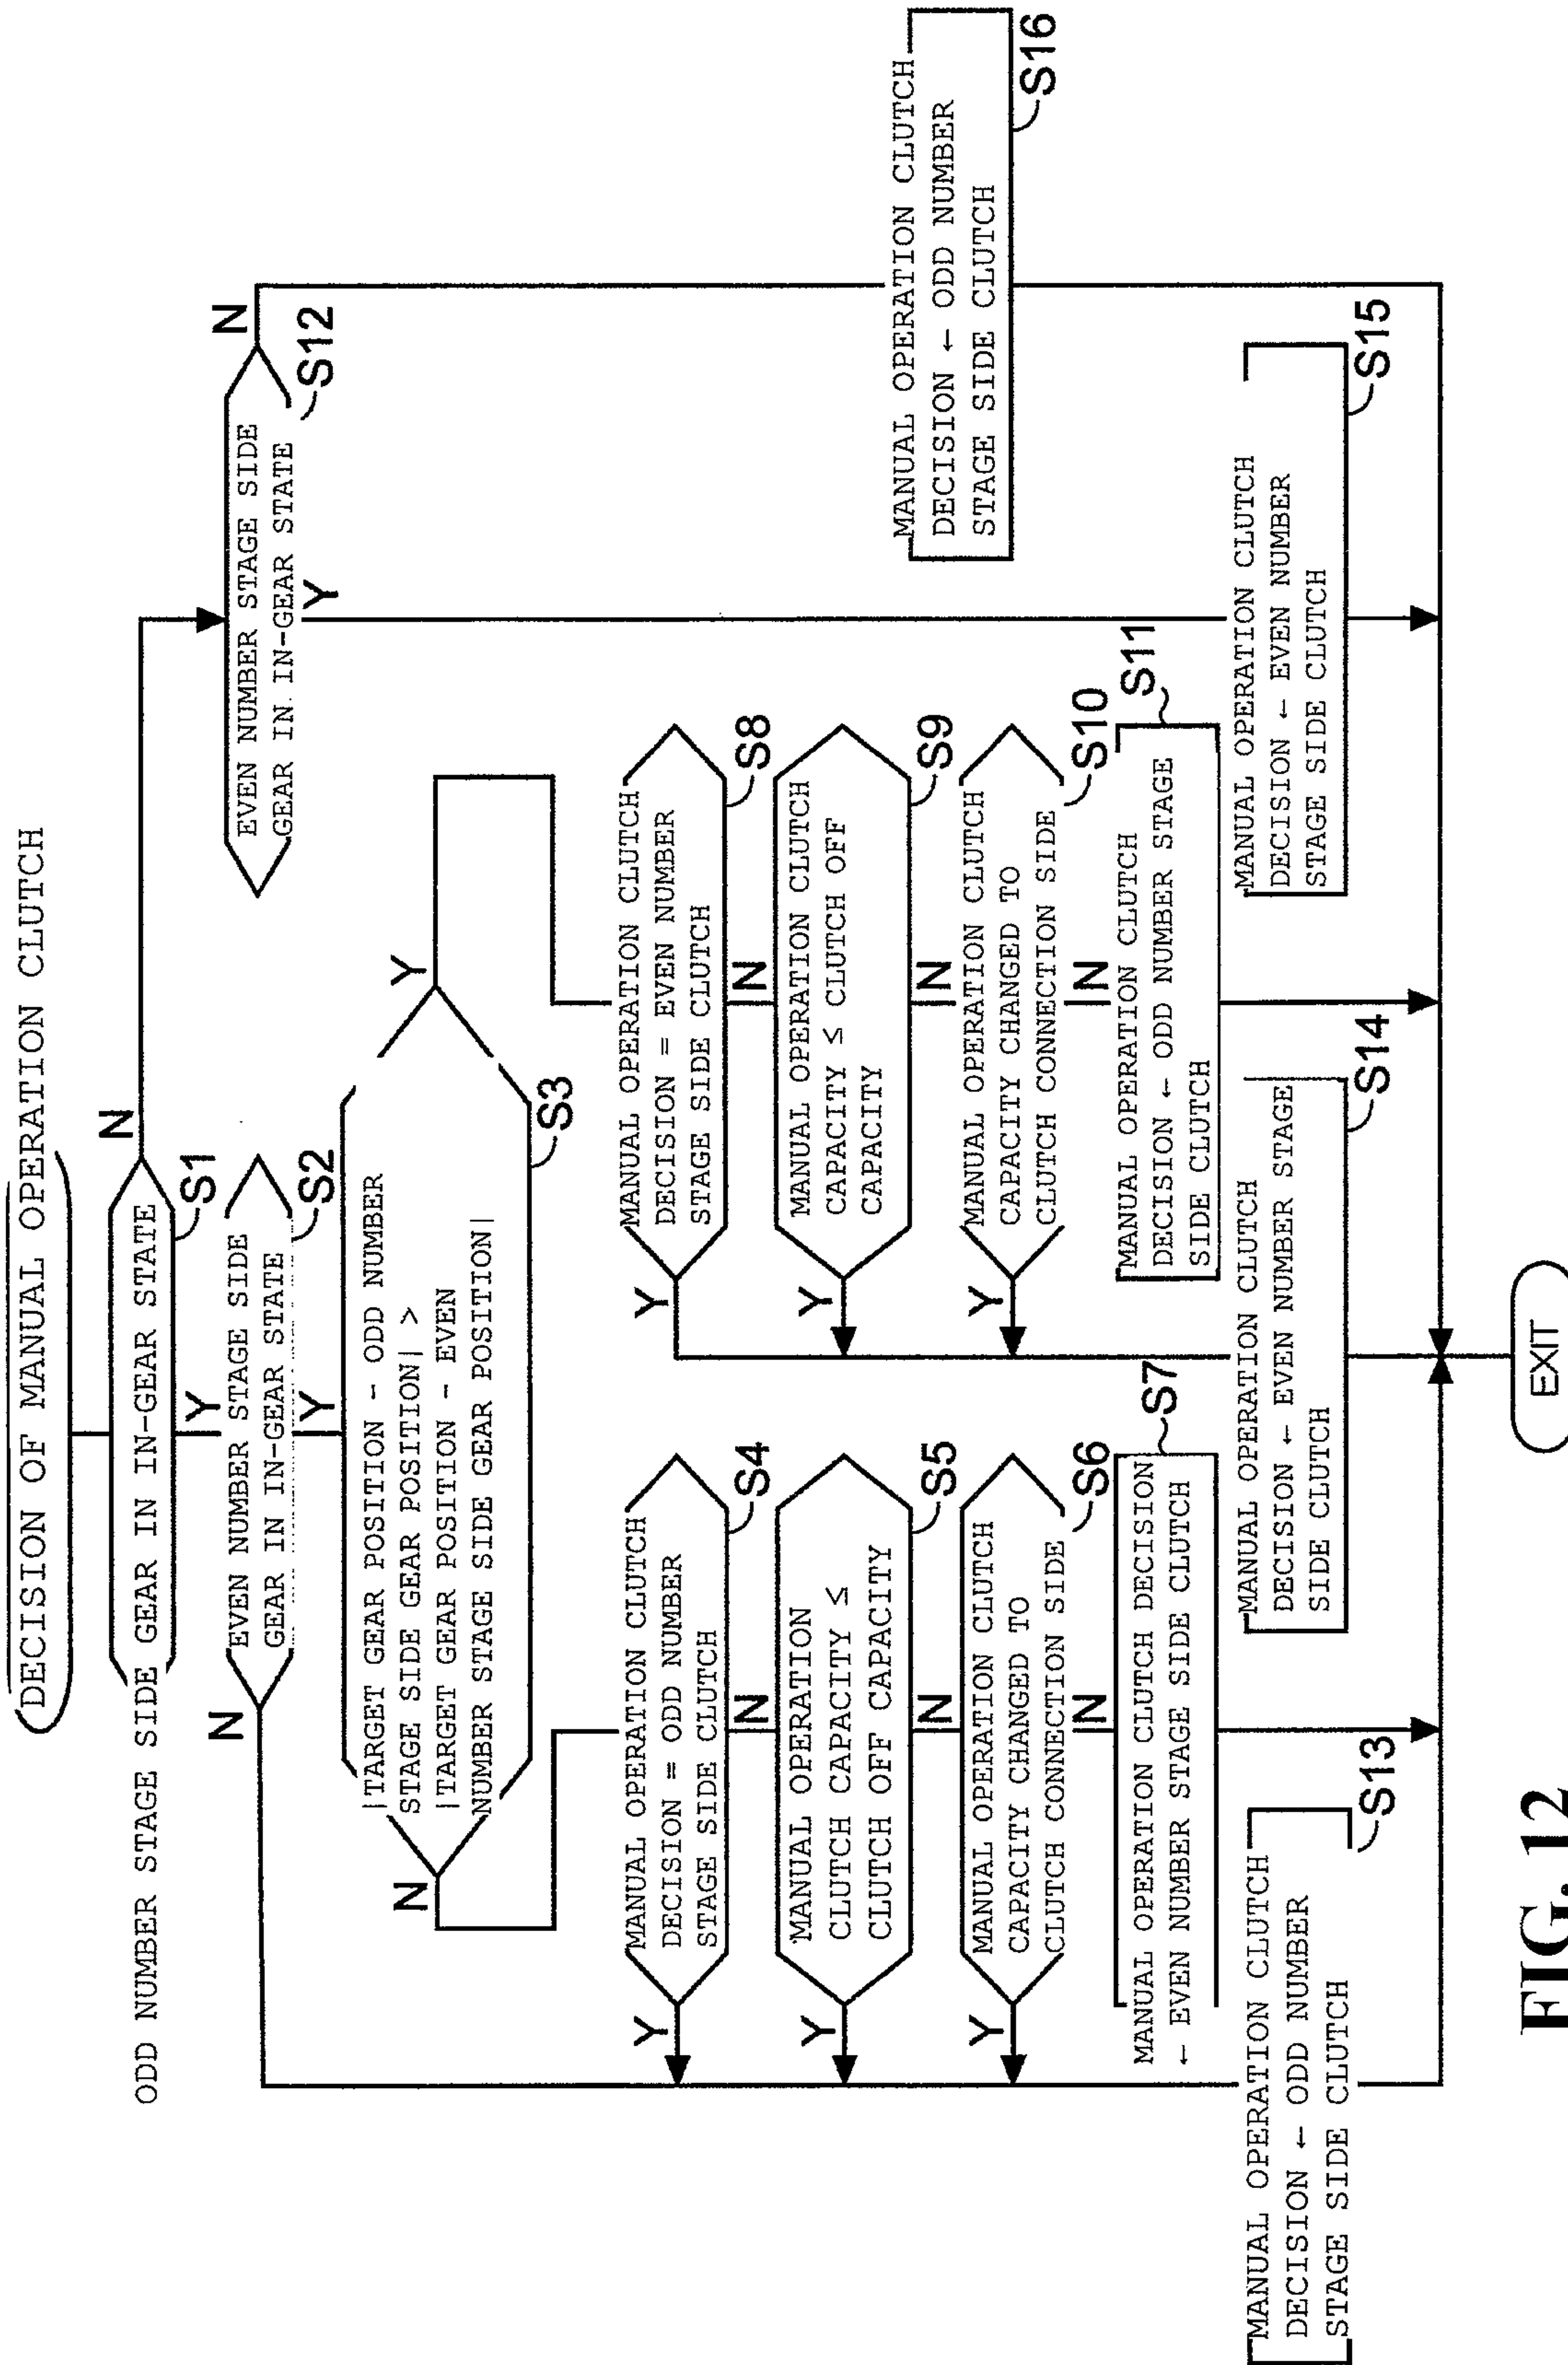 DECISION OF MANUAL OPERATION CLUTCH
ODD NUMBER STAGE SIDE GEAR IN IN-GEAR STATE
N
S1
Y
EVEN NUMBER STAGE SIDE
GEAR IN IN-GEAR STATE
N
S2
Y
EVEN NUMBER STAGE SIDE
GEAR IN IN-GEAR STATE
N
S12
Y
|TARGET GEAR POSITION - ODD NUMBER
STAGE SIDE GEAR POSITION| >
|TARGET GEAR POSITION - EVEN
NUMBER STAGE SIDE GEAR POSITION|
N
Y
S3
MANUAL OPERATION CLUTCH
DECISION = ODD NUMBER
STAGE SIDE CLUTCH
Y
S4
N
MANUAL OPERATION
CLUTCH CAPACITY ≤
CLUTCH OFF CAPACITY
Y
S5
N
MANUAL OPERATION CLUTCH
CAPACITY CHANGED TO
CLUTCH CONNECTION SIDE
Y
S6
N
MANUAL OPERATION CLUTCH DECISION
← EVEN NUMBER STAGE SIDE CLUTCH
S7
MANUAL OPERATION CLUTCH
DECISION = EVEN NUMBER
STAGE SIDE CLUTCH
Y
S8
N
MANUAL OPERATION CLUTCH
CAPACITY ≤ CLUTCH OFF
CAPACITY
Y
S9
N
MANUAL OPERATION CLUTCH
CAPACITY CHANGED TO
CLUTCH CONNECTION SIDE
Y
S10
N
MANUAL OPERATION CLUTCH
DECISION ← ODD NUMBER STAGE
SIDE CLUTCH
S11
MANUAL OPERATION CLUTCH
DECISION ← ODD NUMBER
STAGE SIDE CLUTCH
S16
MANUAL OPERATION CLUTCH
DECISION ← ODD NUMBER
STAGE SIDE CLUTCH
S13
MANUAL OPERATION CLUTCH
DECISION ← EVEN NUMBER STAGE
SIDE CLUTCH
S14
MANUAL OPERATION CLUTCH
DECISION ← EVEN NUMBER
STAGE SIDE CLUTCH
S15
EXIT
FIG. 12